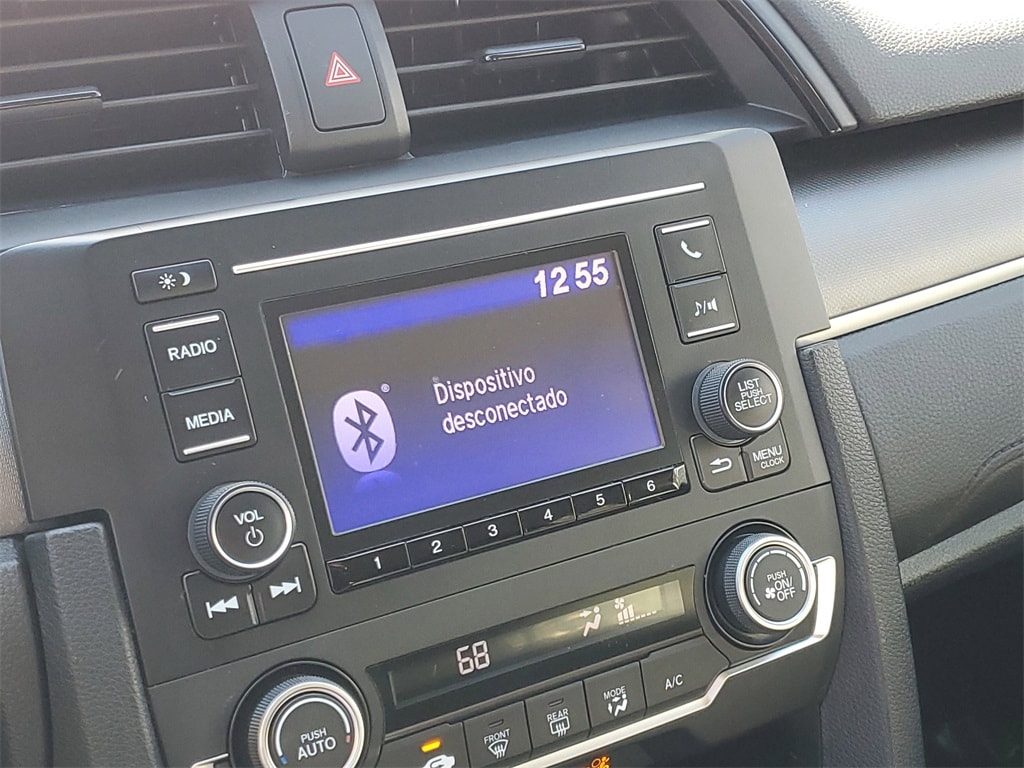 12 55
RADIO
MEDIA
Dispositivo
desconectado
®
LIST
PUSH
SELECT
MENU
CLOCK
VOL
1 2 3 4 5 6
PUSH
ON/
OFF
68
PUSH
AUTO
FRONT
REAR
MODE
A/C